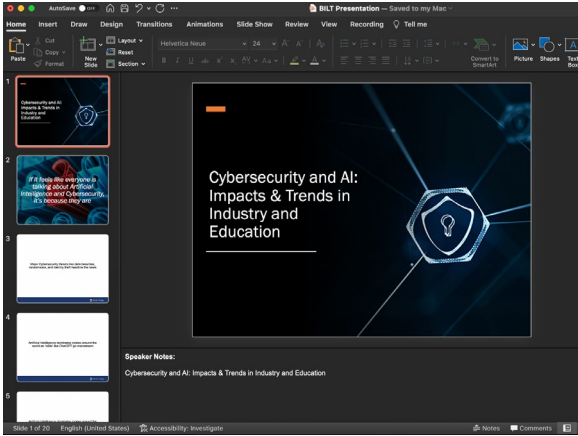 AutoSave OFF
BILT Presentation — Saved to my Mac
Home Insert Draw Design Transitions Animations Slide Show Review View Recording Tell me
Paste
Cut
Copy
Format
New
Slide
Layout
Reset
Section
Helvetica Neue
24
Convert to
SmartArt
Picture
Shapes
Text
Box
1
Cybersecurity and AI:
Impacts & Trends in
Industry and
Education
2
If it feels like everyone is
talking about Artificial
Intelligence and Cybersecurity,
it's because they are
3
4
5
Cybersecurity and AI:
Impacts & Trends in
Industry and
Education
Speaker Notes:
Cybersecurity and AI: Impacts & Trends in Industry and Education
Slide 1 of 20 English (United States) Accessibility: Investigate Notes Comments